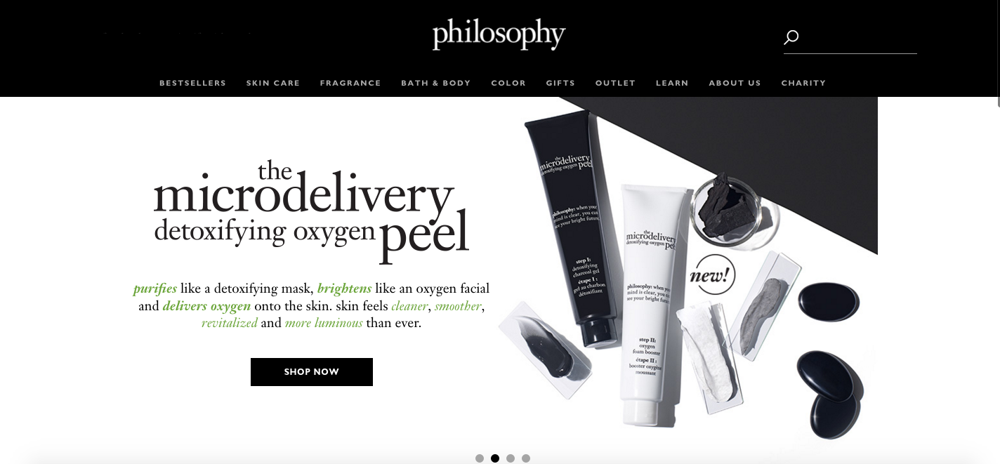 philosophy
BESTSELLERS SKIN CARE FRAGRANCE BATH & BODY COLOR GIFTS OUTLET LEARN ABOUT US CHARITY
the
microdelivery
detoxifying oxygen peel
purifies like a detoxifying mask, brightens like an oxygen facial
and delivers oxygen onto the skin. skin feels cleaner, smoother,
revitalized and more luminous than ever.
SHOP NOW
the
microdelivery
detoxifying oxygen peel
philosophy: when your
mind is clear, you can
see your bright future.
step I:
detoxifying
charcoal gel
étape I :
gel au charbon
détoxifiant
the
microdelivery
detoxifying oxygen peel
philosophy: when you
mind is clear, you can
see your bright futur
step II:
oxygen
foam booster
étape II :
booster oxygène
moussant
new!